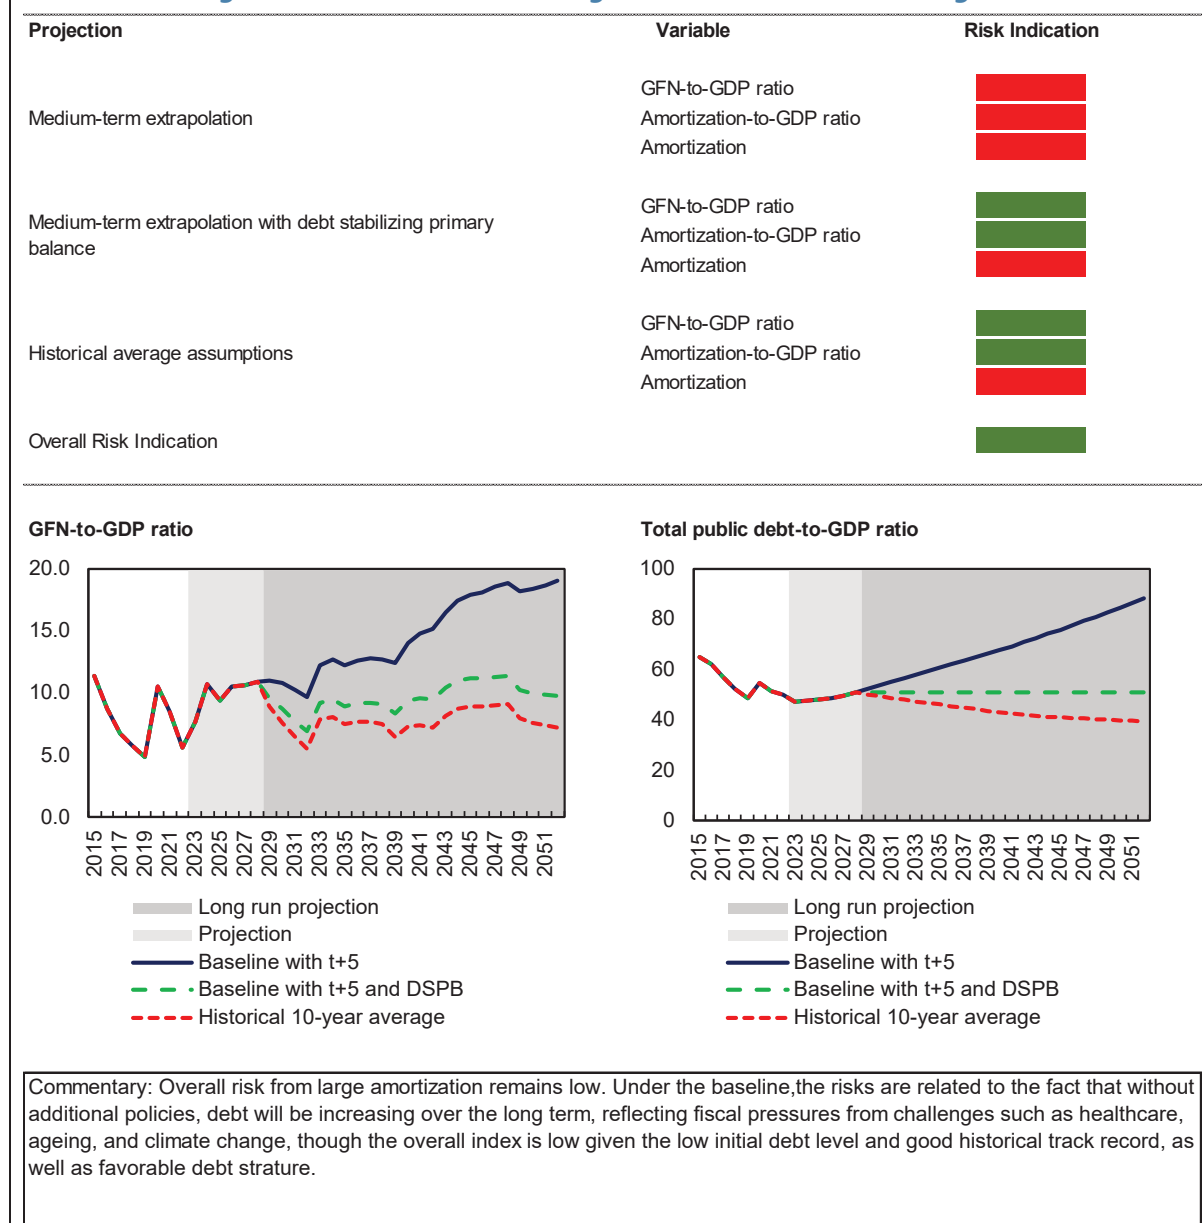 Projection Variable Risk Indication
GFN-to-GDP ratio
Medium-term extrapolation Amortization-to-GDP ratio
Amortization
GFN-to-GDP ratio
Medium-term extrapolation with debt stabilizing primary
balance
Amortization-to-GDP ratio
Amortization
GFN-to-GDP ratio
Historical average assumptions Amortization-to-GDP ratio
Amortization
Overall Risk Indication
GFN-to-GDP ratio
20.0
15.0
10.0
5.0
0.0
2015 2017 2019 2021 2023 2025 2027 2029 2031 2033 2035 2037 2039 2041 2043 2045 2047 2049 2051
Long run projection
Projection
Baseline with t+5
Baseline with t+5 and DSPB
Historical 10-year average
Total public debt-to-GDP ratio
100
80
60
40
20
0
2015 2017 2019 2021 2023 2025 2027 2029 2031 2033 2035 2037 2039 2041 2043 2045 2047 2049 2051
Long run projection
Projection
Baseline with t+5
Baseline with t+5 and DSPB
Historical 10-year average
Commentary: Overall risk from large amortization remains low. Under the baseline,the risks are related to the fact that without
additional policies, debt will be increasing over the long term, reflecting fiscal pressures from challenges such as healthcare,
ageing, and climate change, though the overall index is low given the low initial debt level and good historical track record, as
well as favorable debt strature.